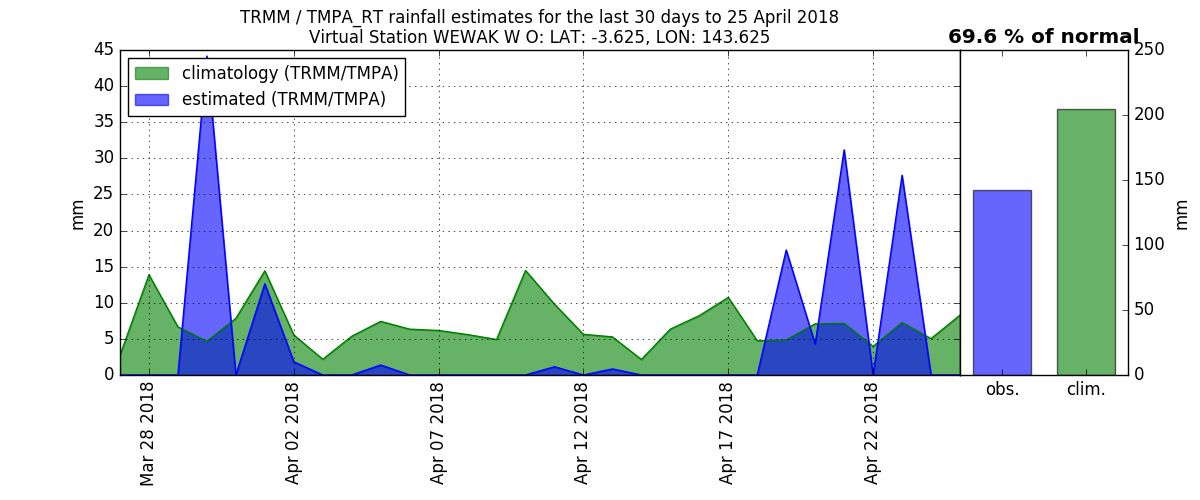 TRMM / TMPA_RT rainfall estimates for the last 30 days to 25 April 2018
Virtual Station WEWAK W O: LAT: -3.625, LON: 143.625
69.6 % of normal
climatology (TRMM/TMPA)
estimated (TRMM/TMPA)
45
40
35
30
25
20
15
10
5
0
mm
Mar 28 2018
Apr 02 2018
Apr 07 2018
Apr 12 2018
Apr 17 2018
Apr 22 2018
250
200
150
100
50
0
mm
obs.
clim.